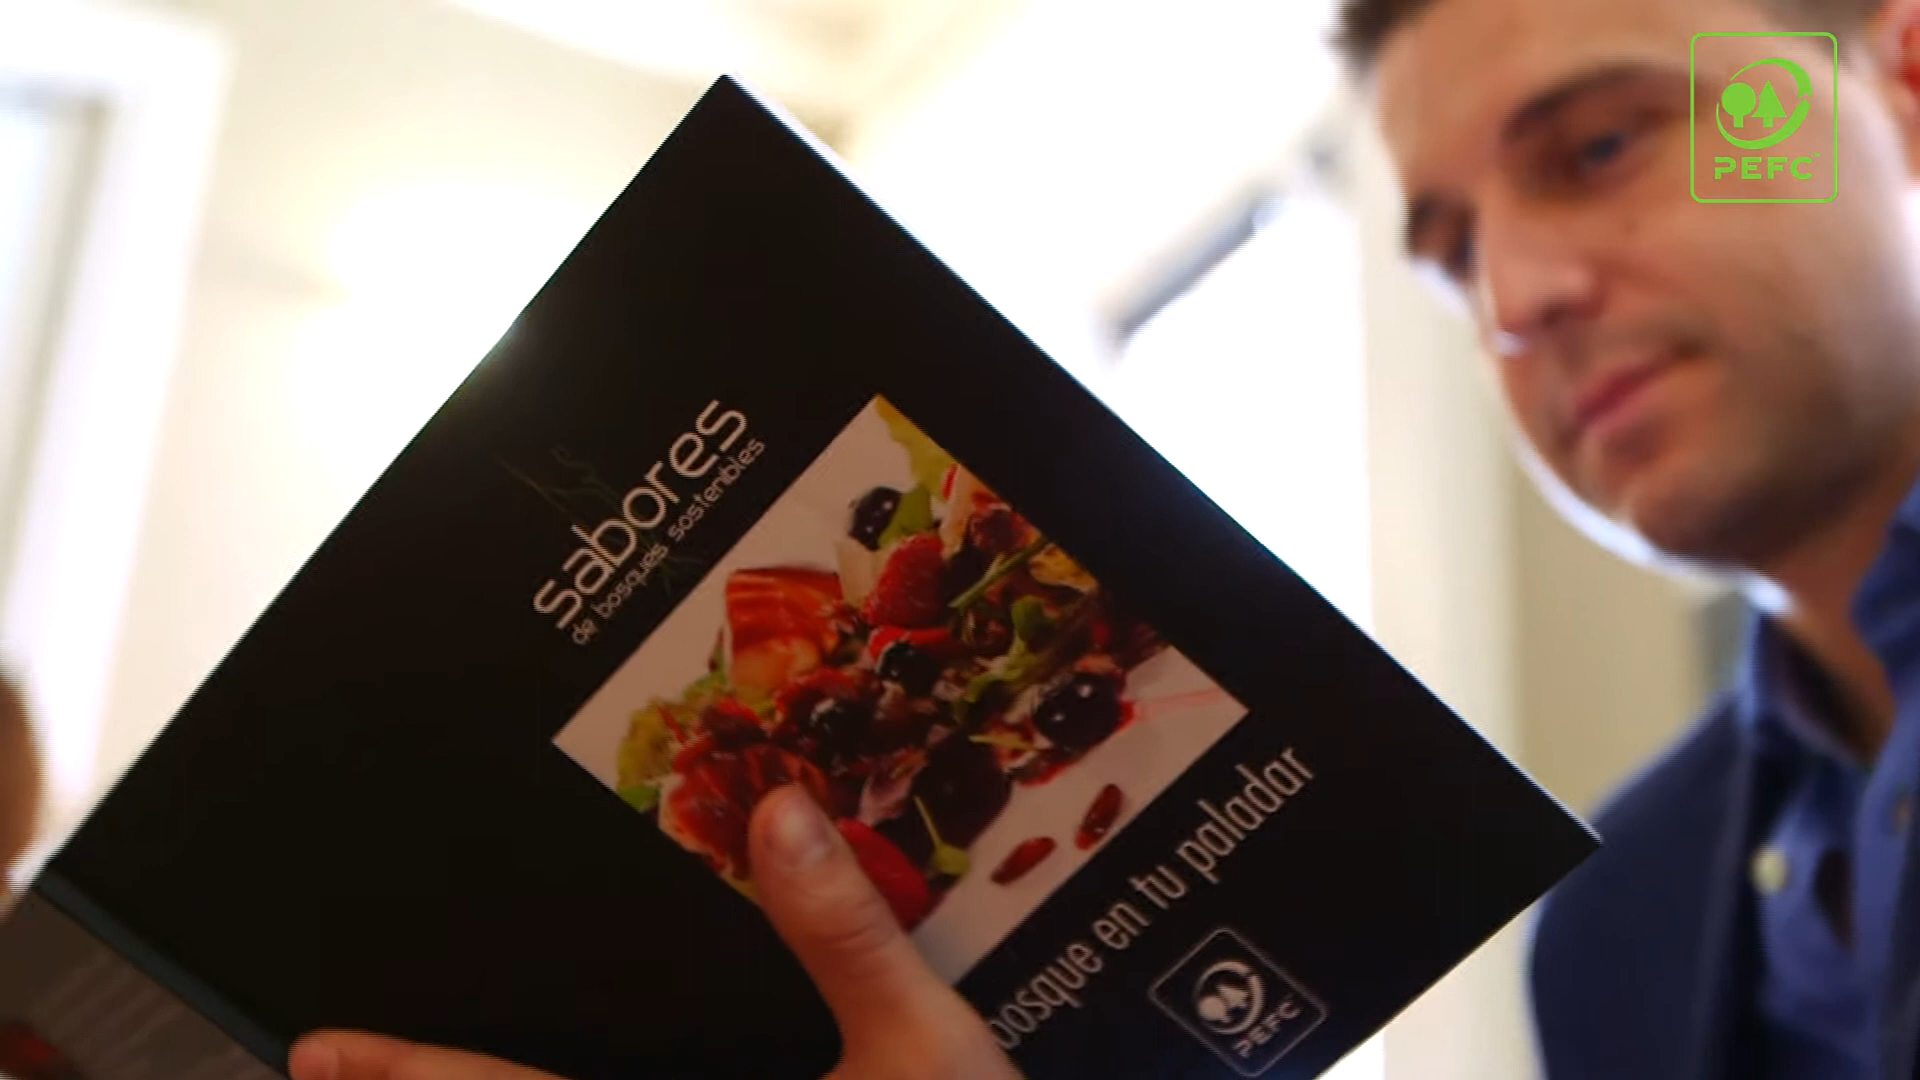 PEFC
sabores
de bosques sostenibles
bosque en tu paladar
PEFC